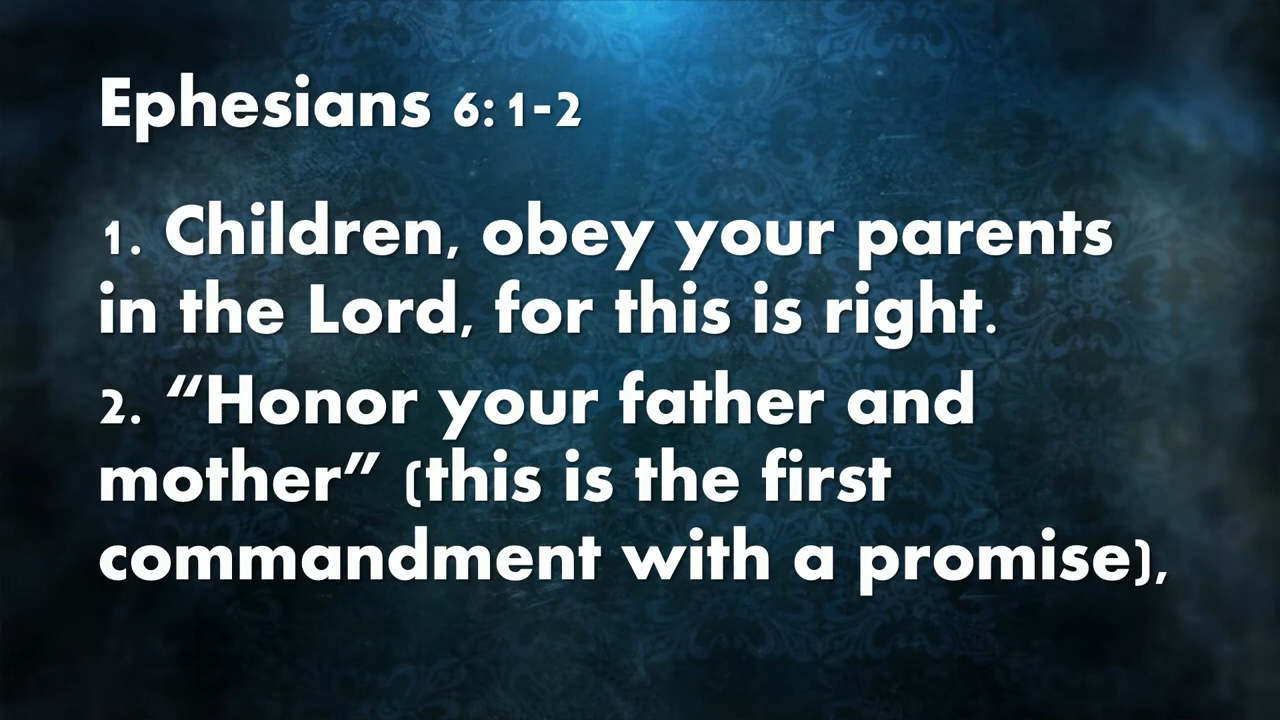 Ephesians 6:1-2
1. Children, obey your parents
in the Lord, for this is right.
2. “Honor your father and
mother” (this is the first
commandment with a promise),